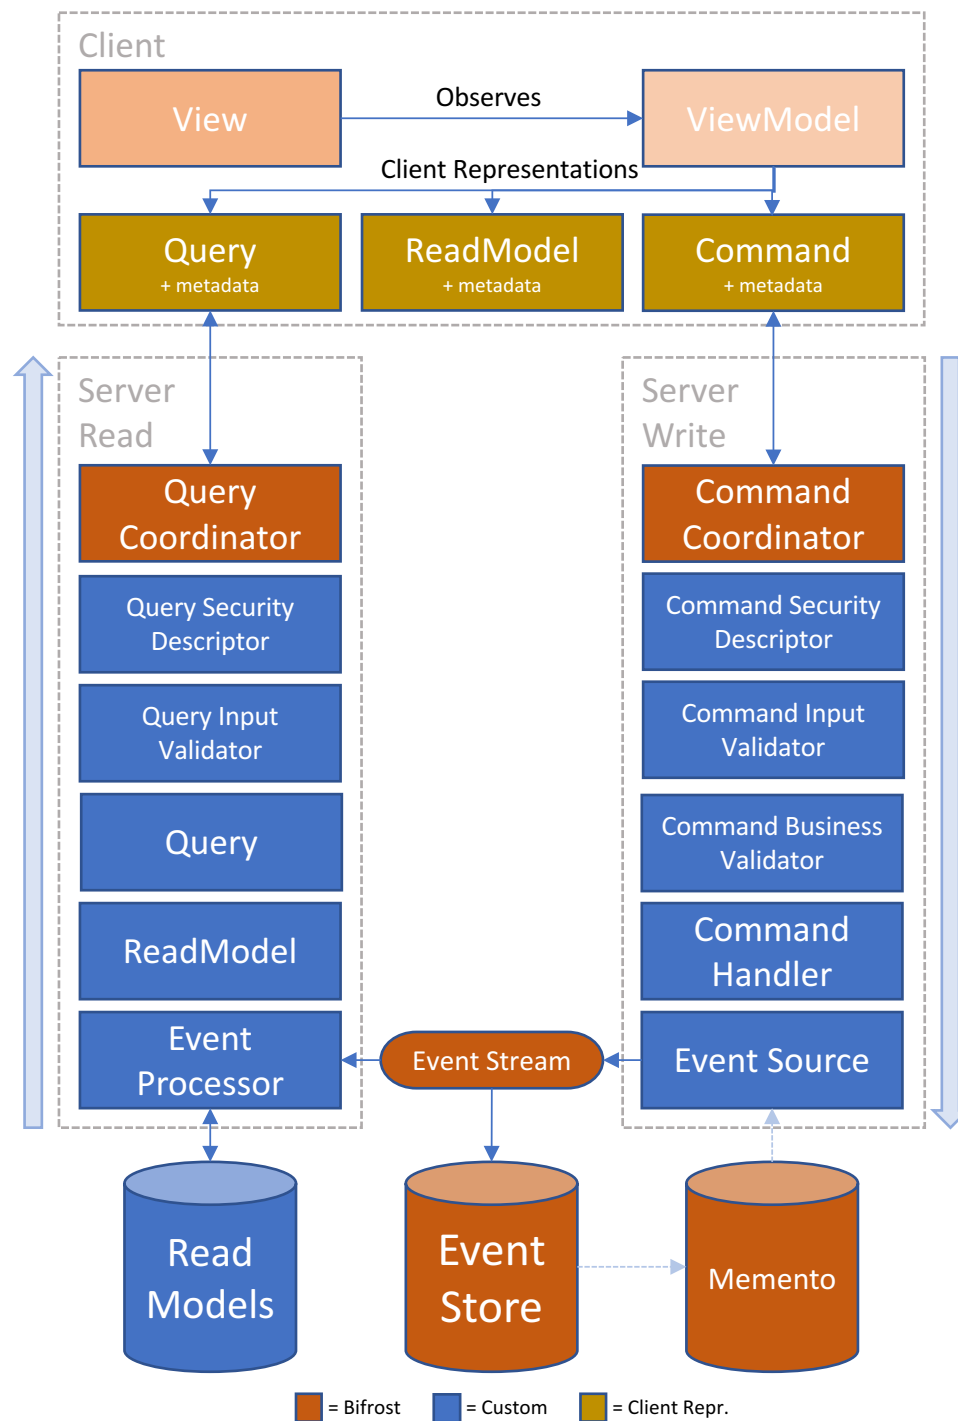 Client
View
Observes
ViewModel
Client Representations
Query
+ metadata
ReadModel
+ metadata
Command
+ metadata
Server
Read
Query
Coordinator
Query Security
Descriptor
Query Input
Validator
Query
ReadModel
Event
Processor
Server
Write
Command
Coordinator
Command Security
Descriptor
Command Input
Validator
Command Business
Validator
Command
Handler
Event Source
Event Stream
Read
Models
Event
Store
Memento
= Bifrost
= Custom
= Client Repr.